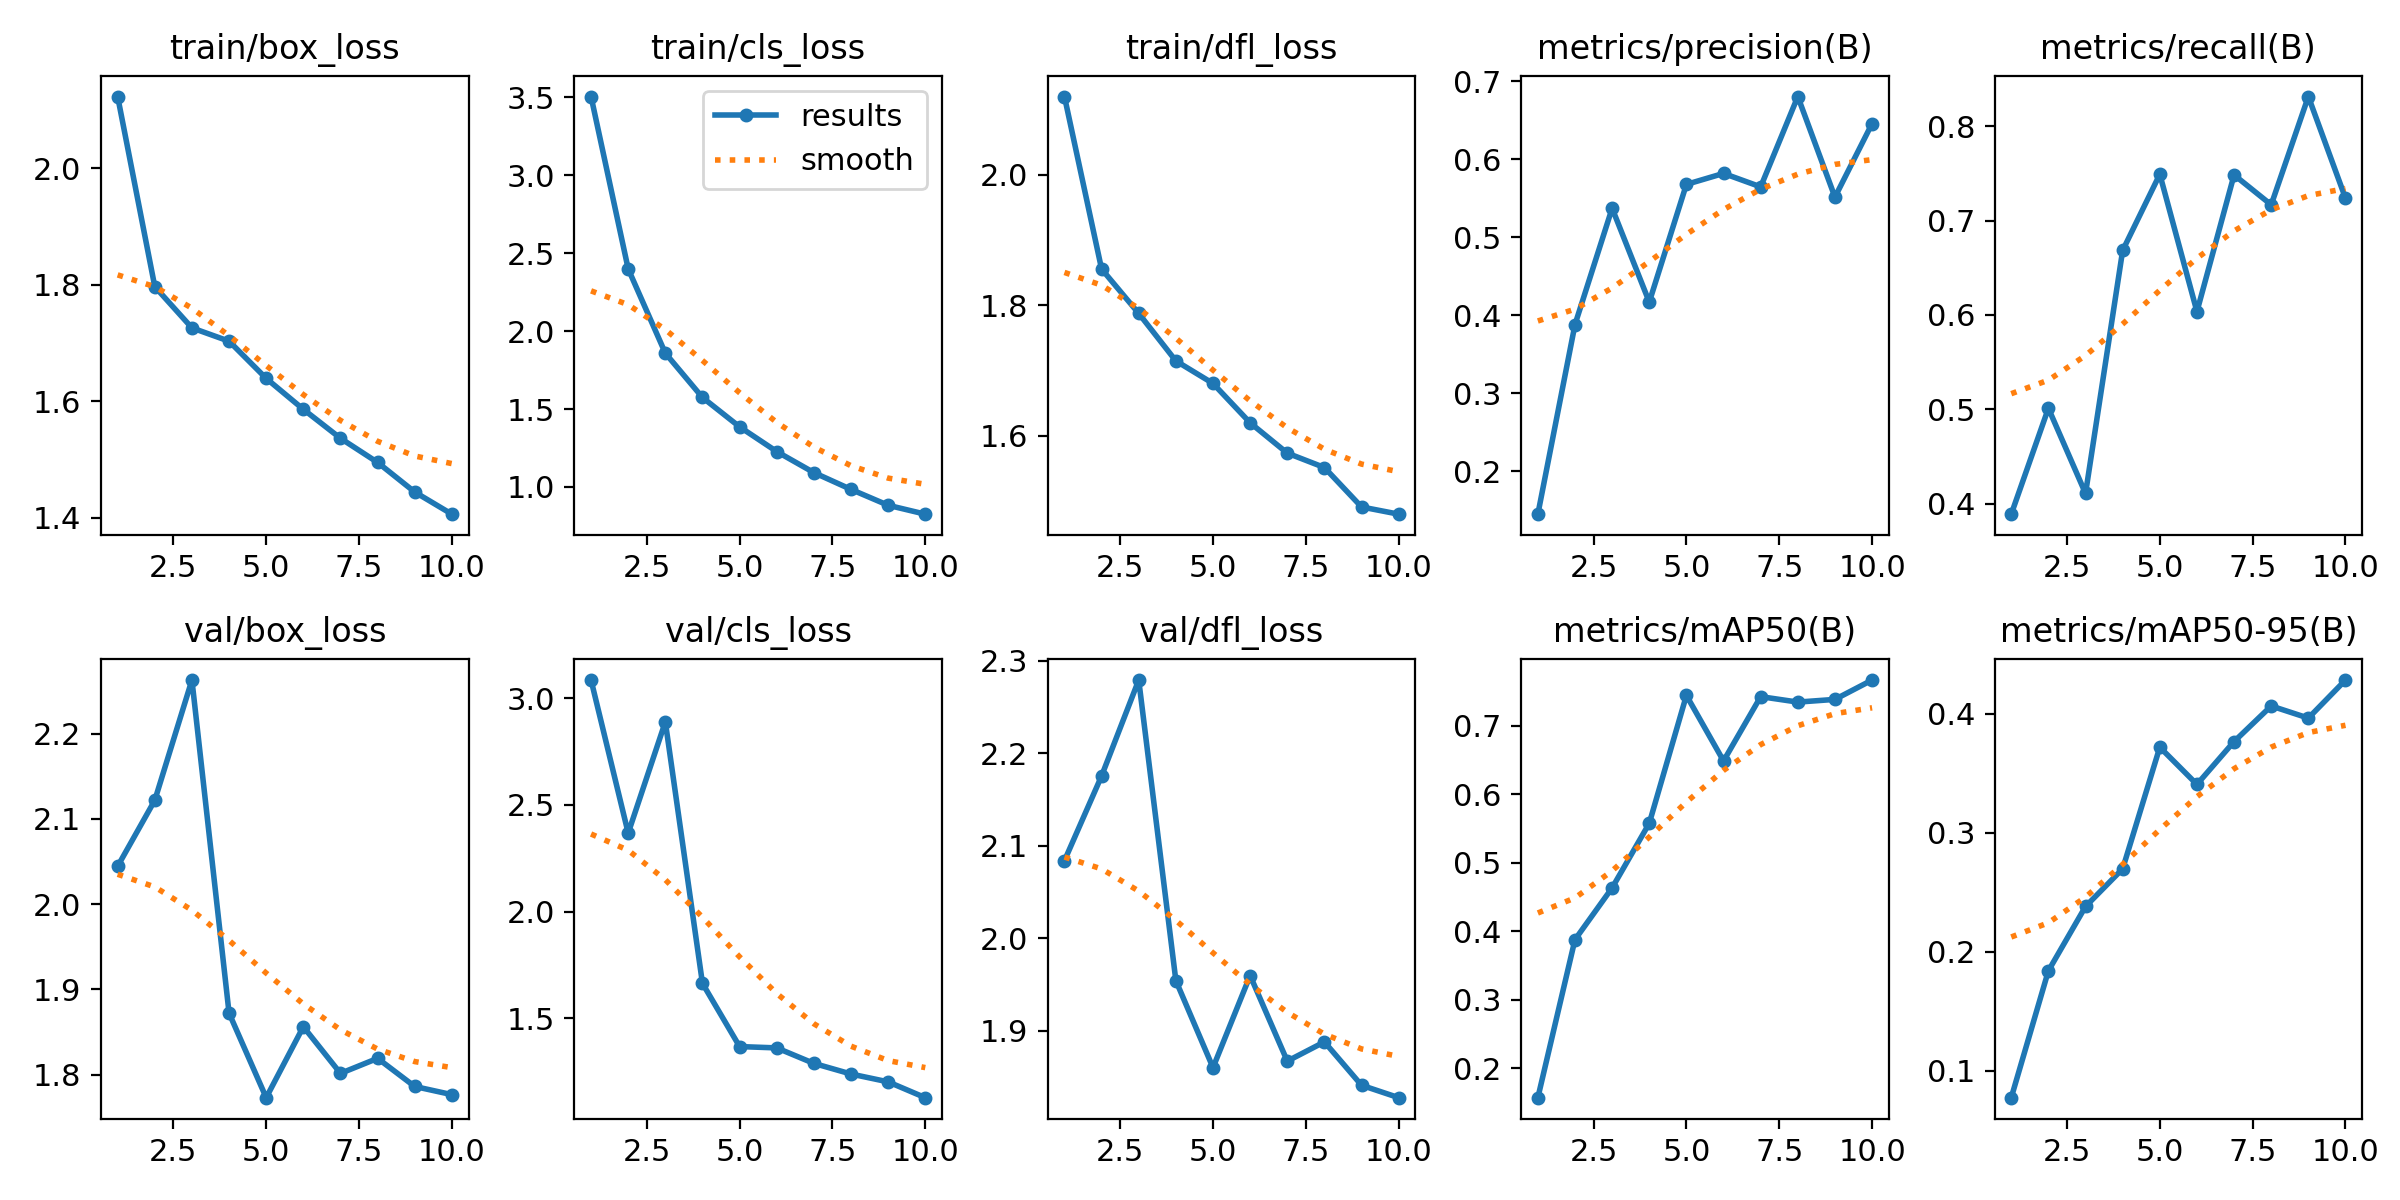 train/box_loss
2.0
1.8
1.6
1.4
2.5 5.0 7.5 10.0
train/cls_loss
results
smooth
3.5
3.0
2.5
2.0
1.5
1.0
2.5 5.0 7.5 10.0
train/dfl_loss
2.0
1.8
1.6
2.5 5.0 7.5 10.0
metrics/precision(B)
0.7
0.6
0.5
0.4
0.3
0.2
2.5 5.0 7.5 10.0
metrics/recall(B)
0.8
0.7
0.6
0.5
0.4
2.5 5.0 7.5 10.0
val/box_loss
2.2
2.1
2.0
1.9
1.8
2.5 5.0 7.5 10.0
val/cls_loss
3.0
2.5
2.0
1.5
2.5 5.0 7.5 10.0
val/dfl_loss
2.3
2.2
2.1
2.0
1.9
2.5 5.0 7.5 10.0
metrics/mAP50(B)
0.7
0.6
0.5
0.4
0.3
0.2
2.5 5.0 7.5 10.0
metrics/mAP50-95(B)
0.4
0.3
0.2
0.1
2.5 5.0 7.5 10.0